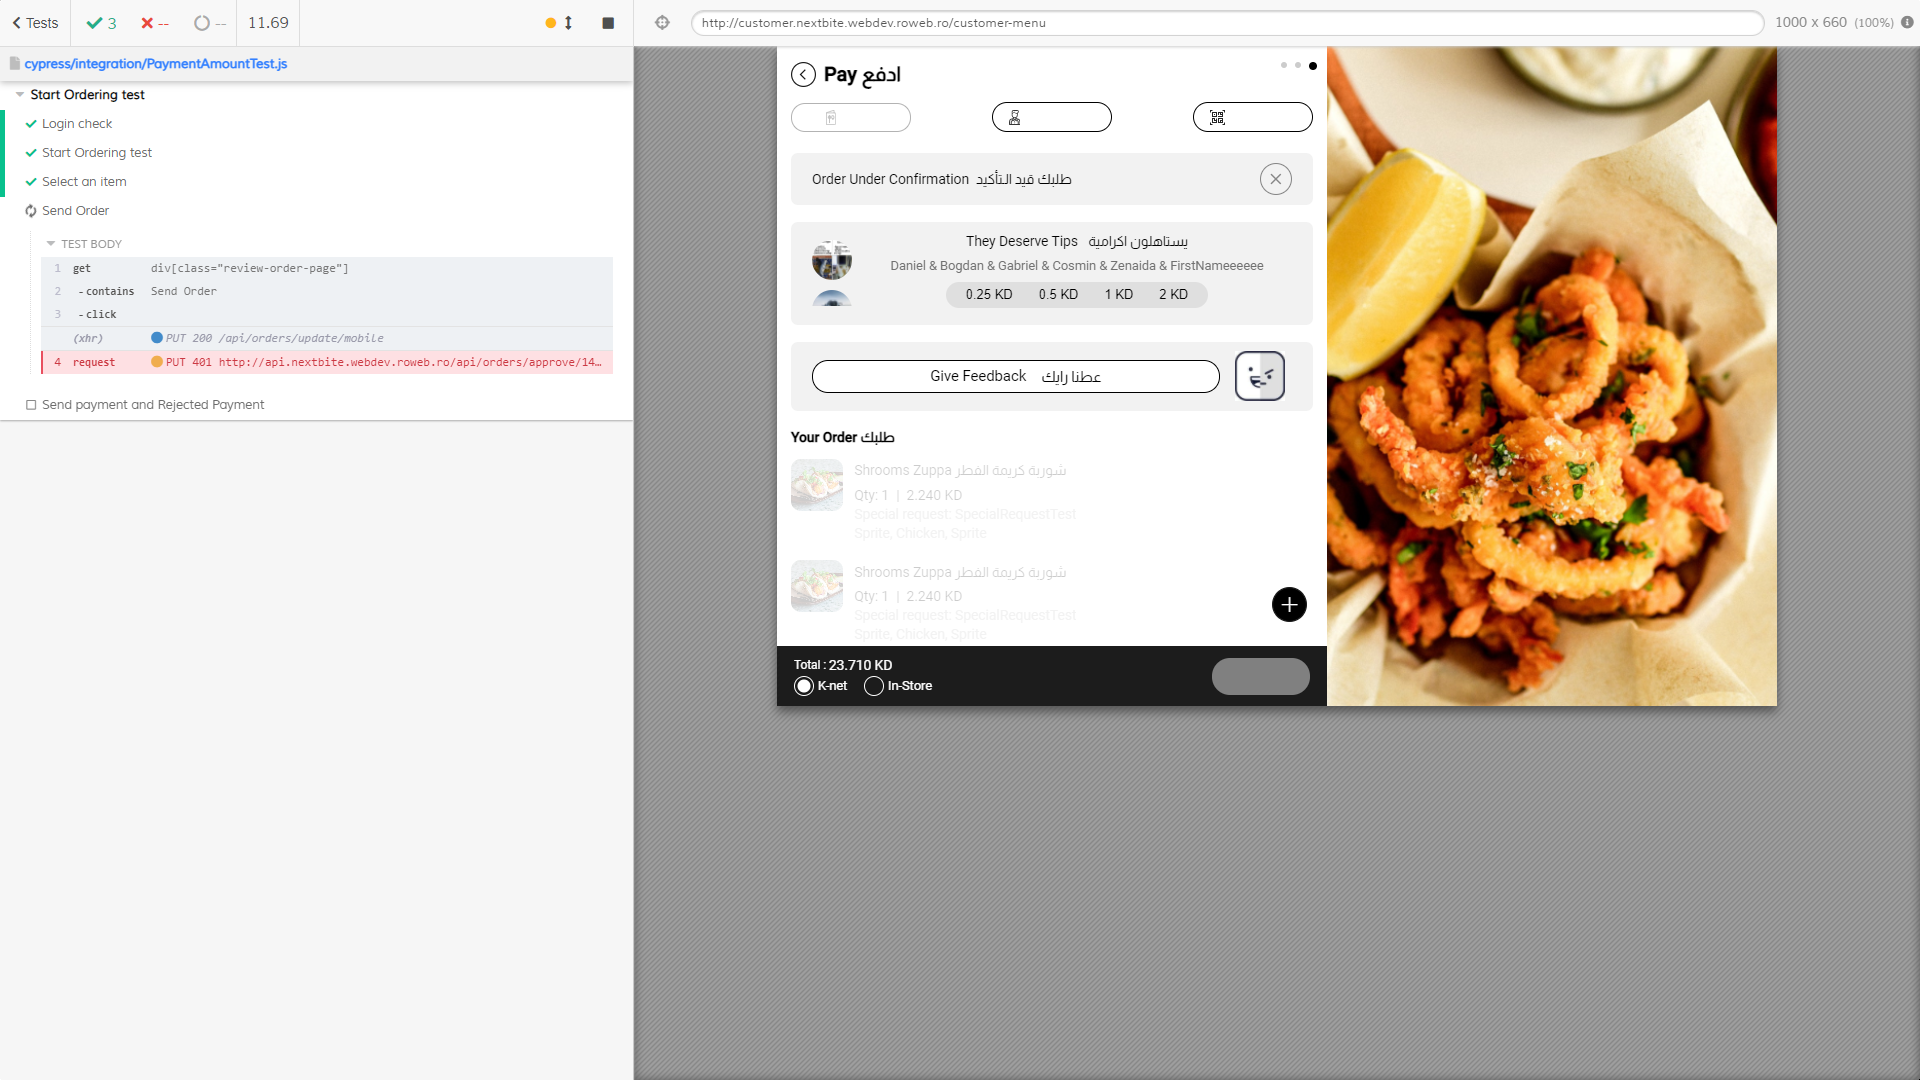 Tests
3
--
--
11.69
http://customer.nextbite.webdev.roweb.ro/customer-menu
1000 x 660 (100%)
cypress/integration/PaymentAmountTest.js
Start Ordering test
Login check
Start Ordering test
Select an item
Send Order
TEST BODY
1 get div[class="review-order-page"]
2 -contains Send Order
3 -click
(xhr) PUT 200 /api/orders/update/mobile
4 request PUT 401 http://api.nextbite.webdev.roweb.ro/api/orders/approve/14...
Send payment and Rejected Payment
Pay ادفع
Order Under Confirmation طلبك قيد التأكيد
They Deserve Tips يستاهلون اكرامية
Daniel & Bogdan & Gabriel & Cosmin & Zenaida & FirstNameeeeee
0.25 KD 0.5 KD 1 KD 2 KD
Give Feedback عطنا رايك
Your Order طلبك
Shrooms Zuppa شوربة كريمة الفطر
Qty: 1 | 2.240 KD
Special request: SpecialRequestTest
Sprite, Chicken, Sprite
Shrooms Zuppa شوربة كريمة الفطر
Qty: 1 | 2.240 KD
Special request: SpecialRequestTest
Sprite, Chicken, Sprite
Total : 23.710 KD
K-net In-Store